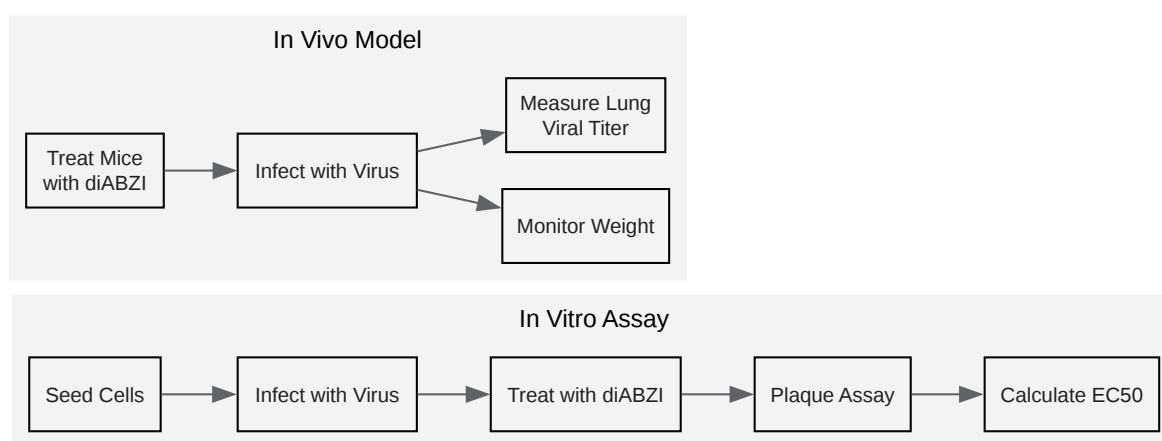 In Vivo Model
Treat Mice
with diABZI
Infect with Virus
Measure Lung
Viral Titer
Monitor Weight
In Vitro Assay
Seed Cells
Infect with Virus
Treat with diABZI
Plaque Assay
Calculate EC50